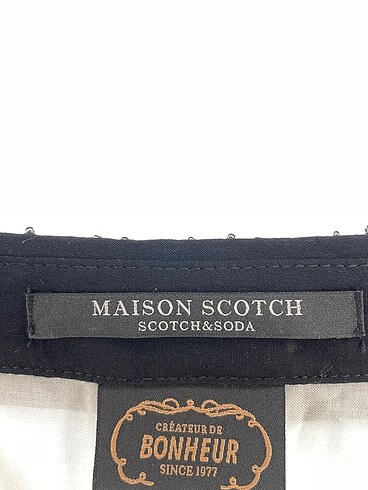 MAISON SCOTCH
SCOTCH&SODA
CRÉATEUR DE
BONHEUR
SINCE 1977